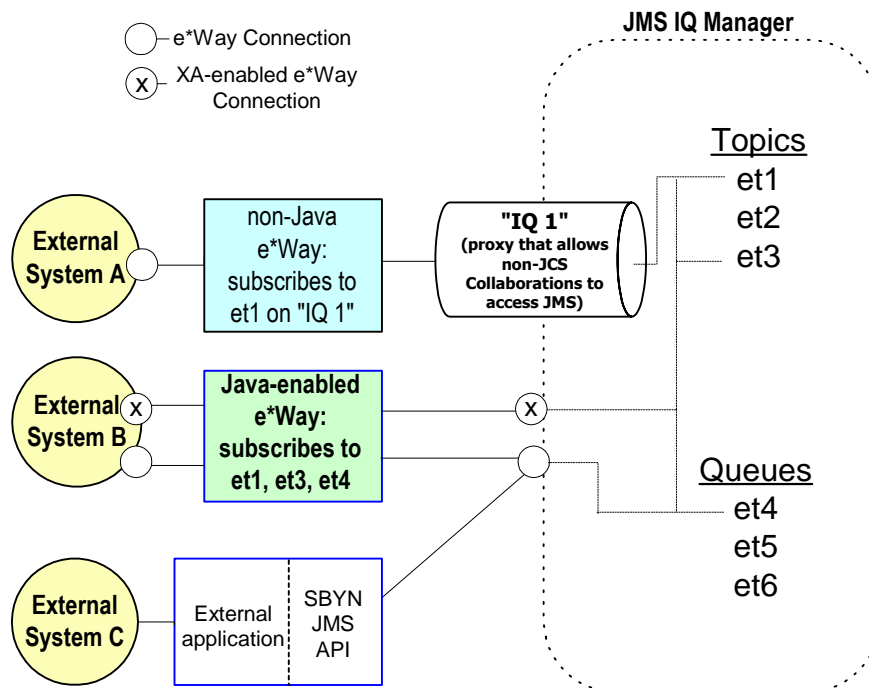 JMS IQ Manager
e*Way Connection
X
XA-enabled e*Way
Connection
Topics
et1
et2
et3
External
System A
non-Java
e*Way:
subscribes to
et1 on "IQ 1"
"IQ 1"
(proxy that allows
non-JCS
Collaborations to
access JMS)
External
System B
X
Java-enabled
e*Way:
subscribes to
et1, et3, et4
X
Queues
et4
et5
et6
External
System C
External
application
SBYN
JMS
API